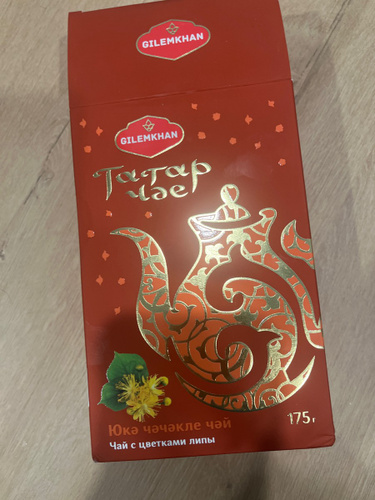 GILEMKHAN
GILEMKHAN
Татар
чәе
Юкә чәчәкле чәй
Чай с цветками липы
175г